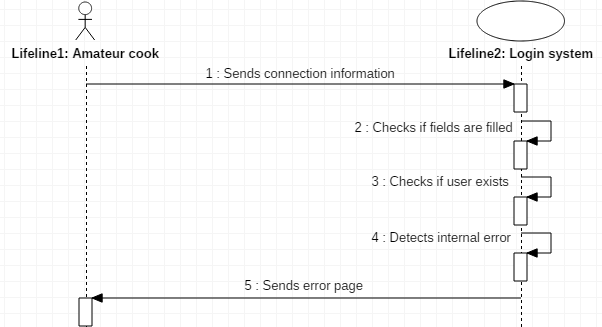 Lifeline1: Amateur cook
Lifeline2: Login system
1 : Sends connection information
2 : Checks if fields are filled
3 : Checks if user exists
4 : Detects internal error
5 : Sends error page